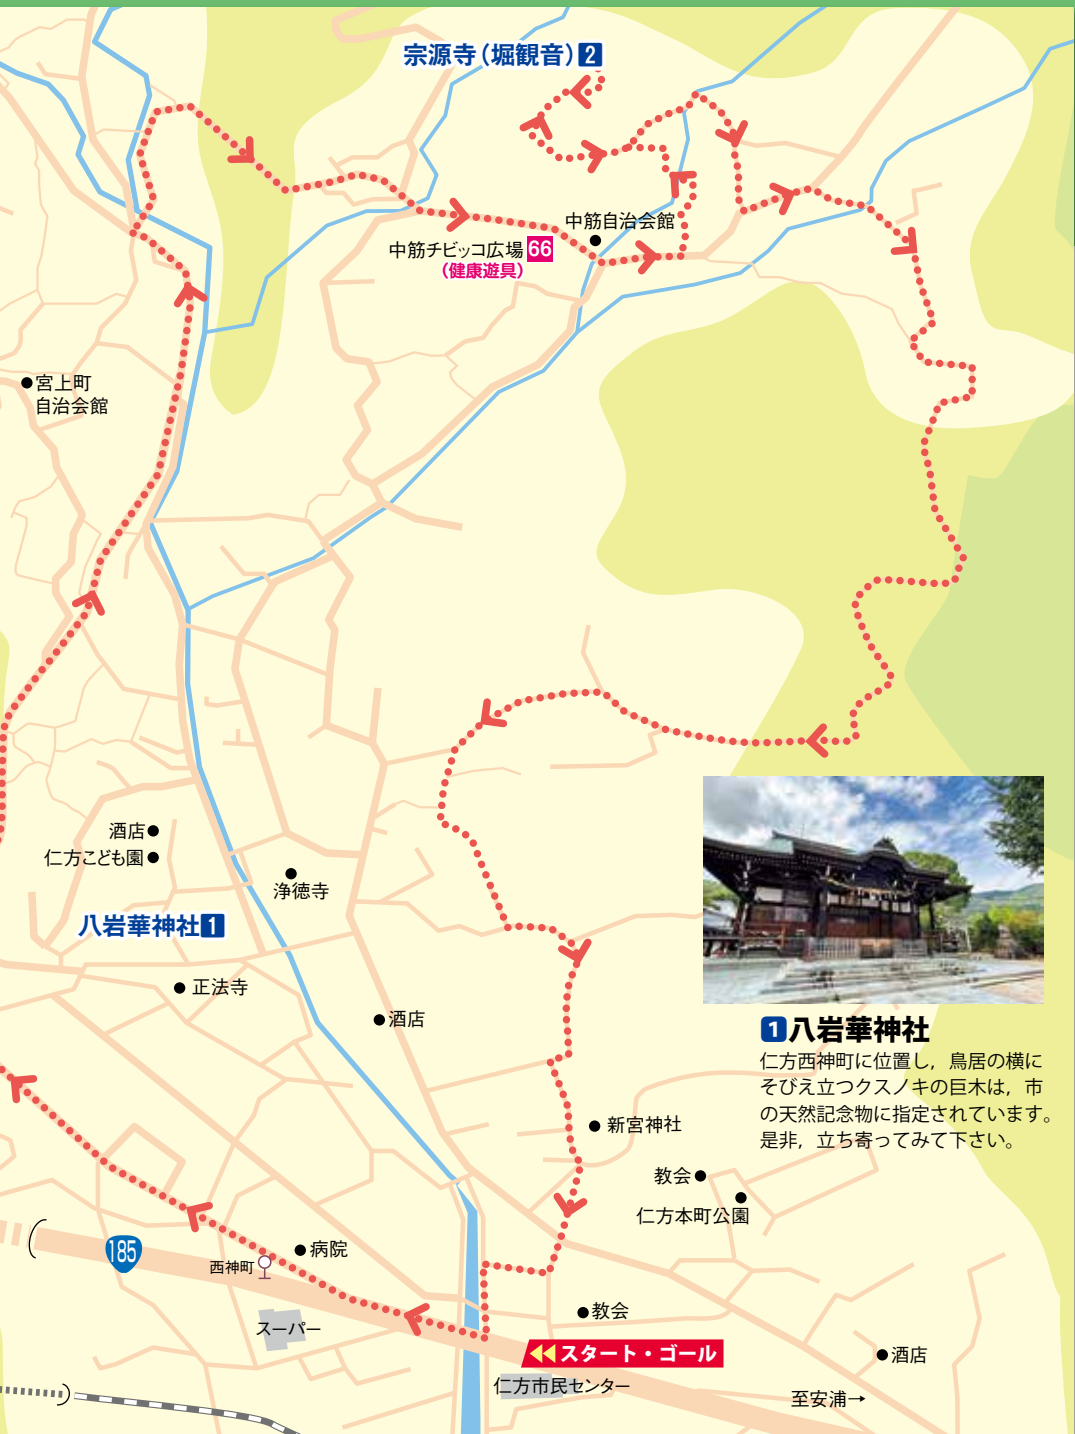 宗源寺(堀観音)2
中筋自治会館
中筋チビッコ広場 66
(健康遊具)
宮上町
自治会館
酒店
仁方こども園
浄徳寺
八岩華神社1
正法寺
酒店
1八岩華神社
仁方西神町に位置し，鳥居の横に
そびえ立つクスノキの巨木は，市
の天然記念物に指定されています。
是非，立ち寄ってみて下さい。
新宮神社
教会
仁方本町公園
185
病院
西神町
教会
スーパー
スタート・ゴール
酒店
仁方市民センター
至安浦→